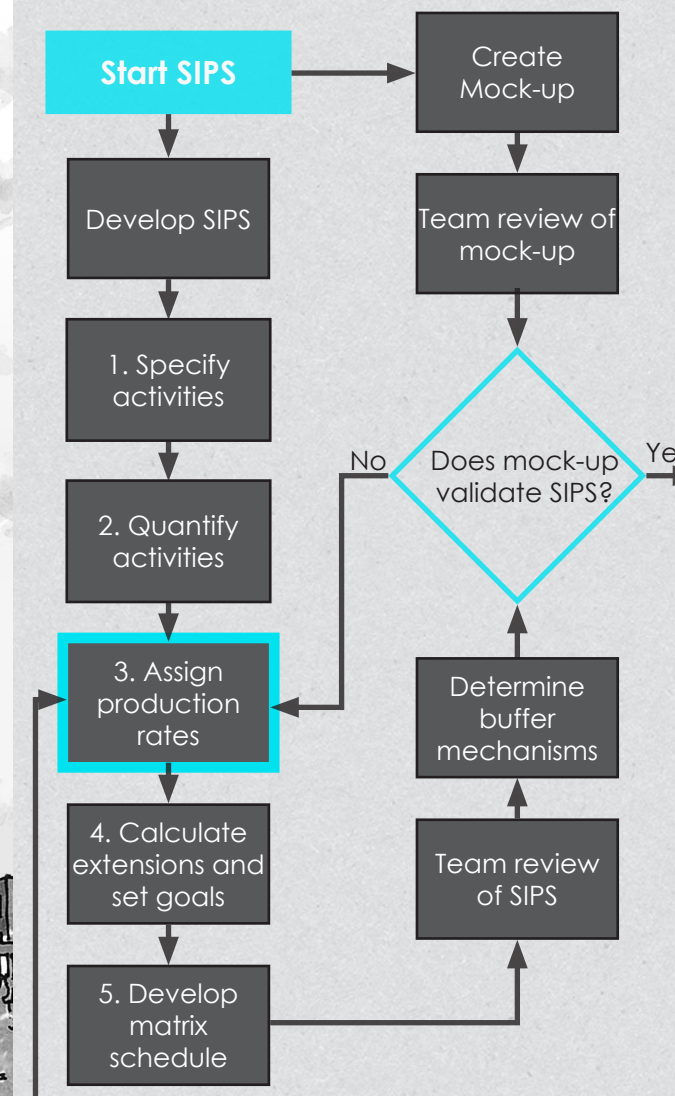 Start SIPS
Develop SIPS
1. Specify
activities
2. Quantify
activities
3. Assign
production
rates
4. Calculate
extensions and
set goals
5. Develop
matrix
schedule
Create
Mock-up
Team review of
mock-up
No
Does mock-up
validate SIPS?
Ye
Determine
buffer
mechanisms
Team review
of SIPS